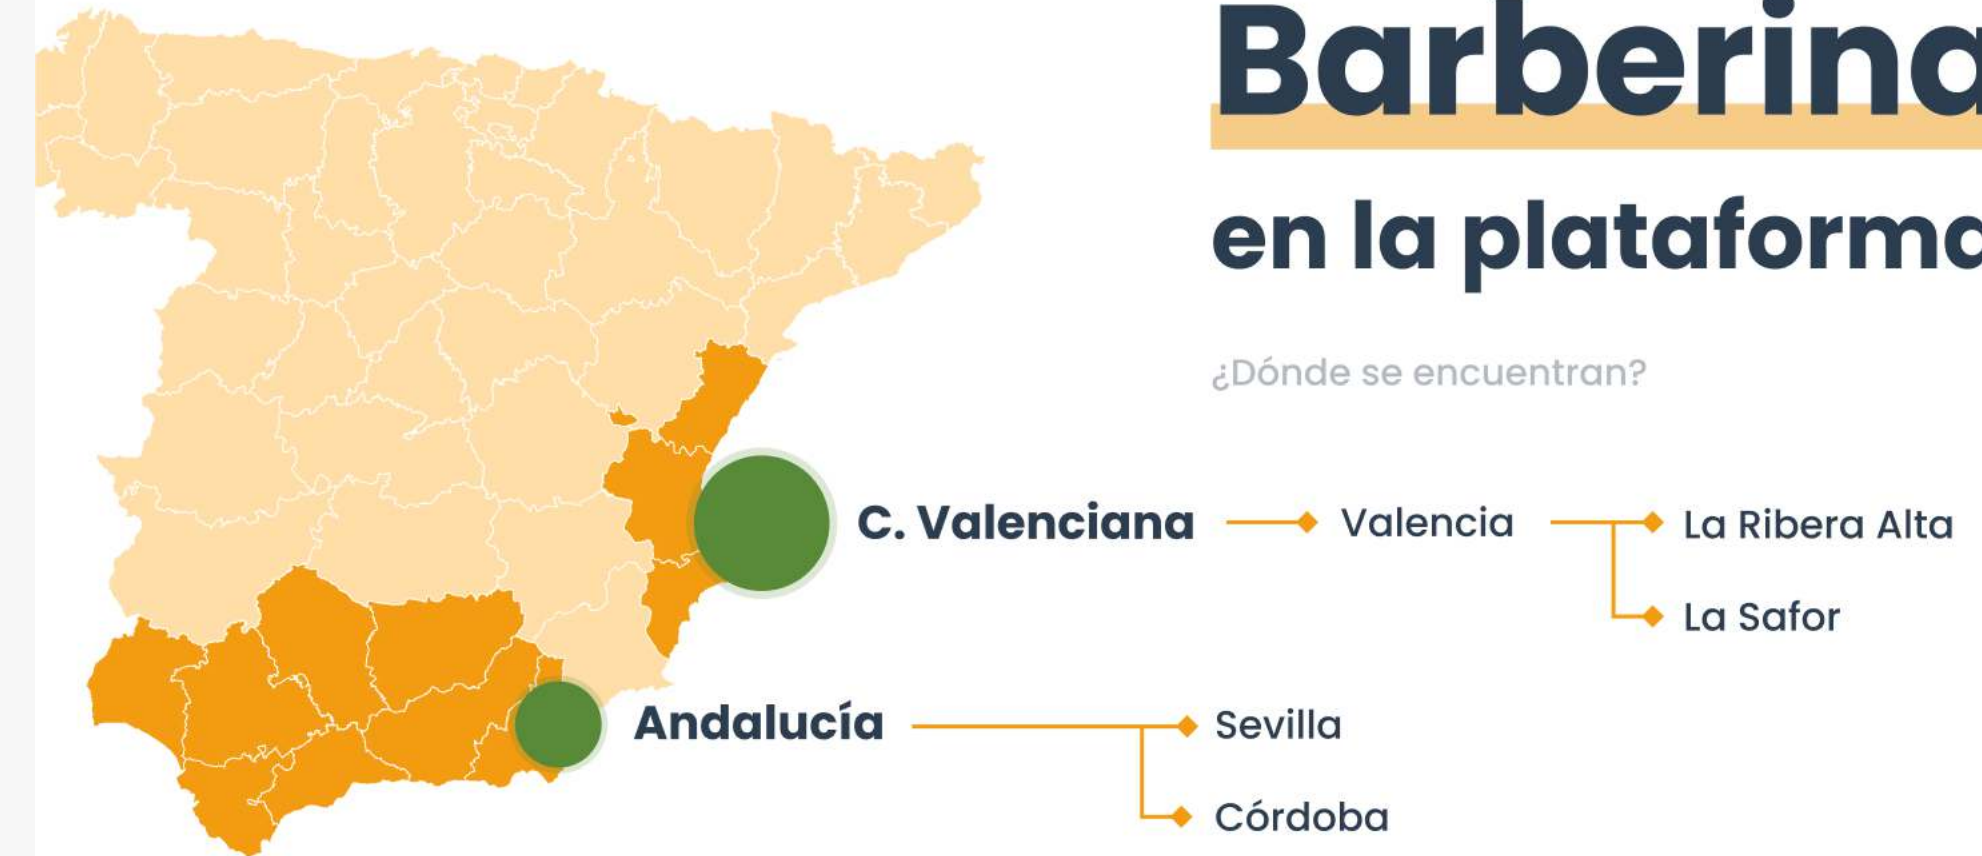 Barberina
en la plataforma
¿Dónde se encuentran?
C. Valenciana
Valencia
La Ribera Alta
La Safor
Andalucía
Sevilla
Córdoba